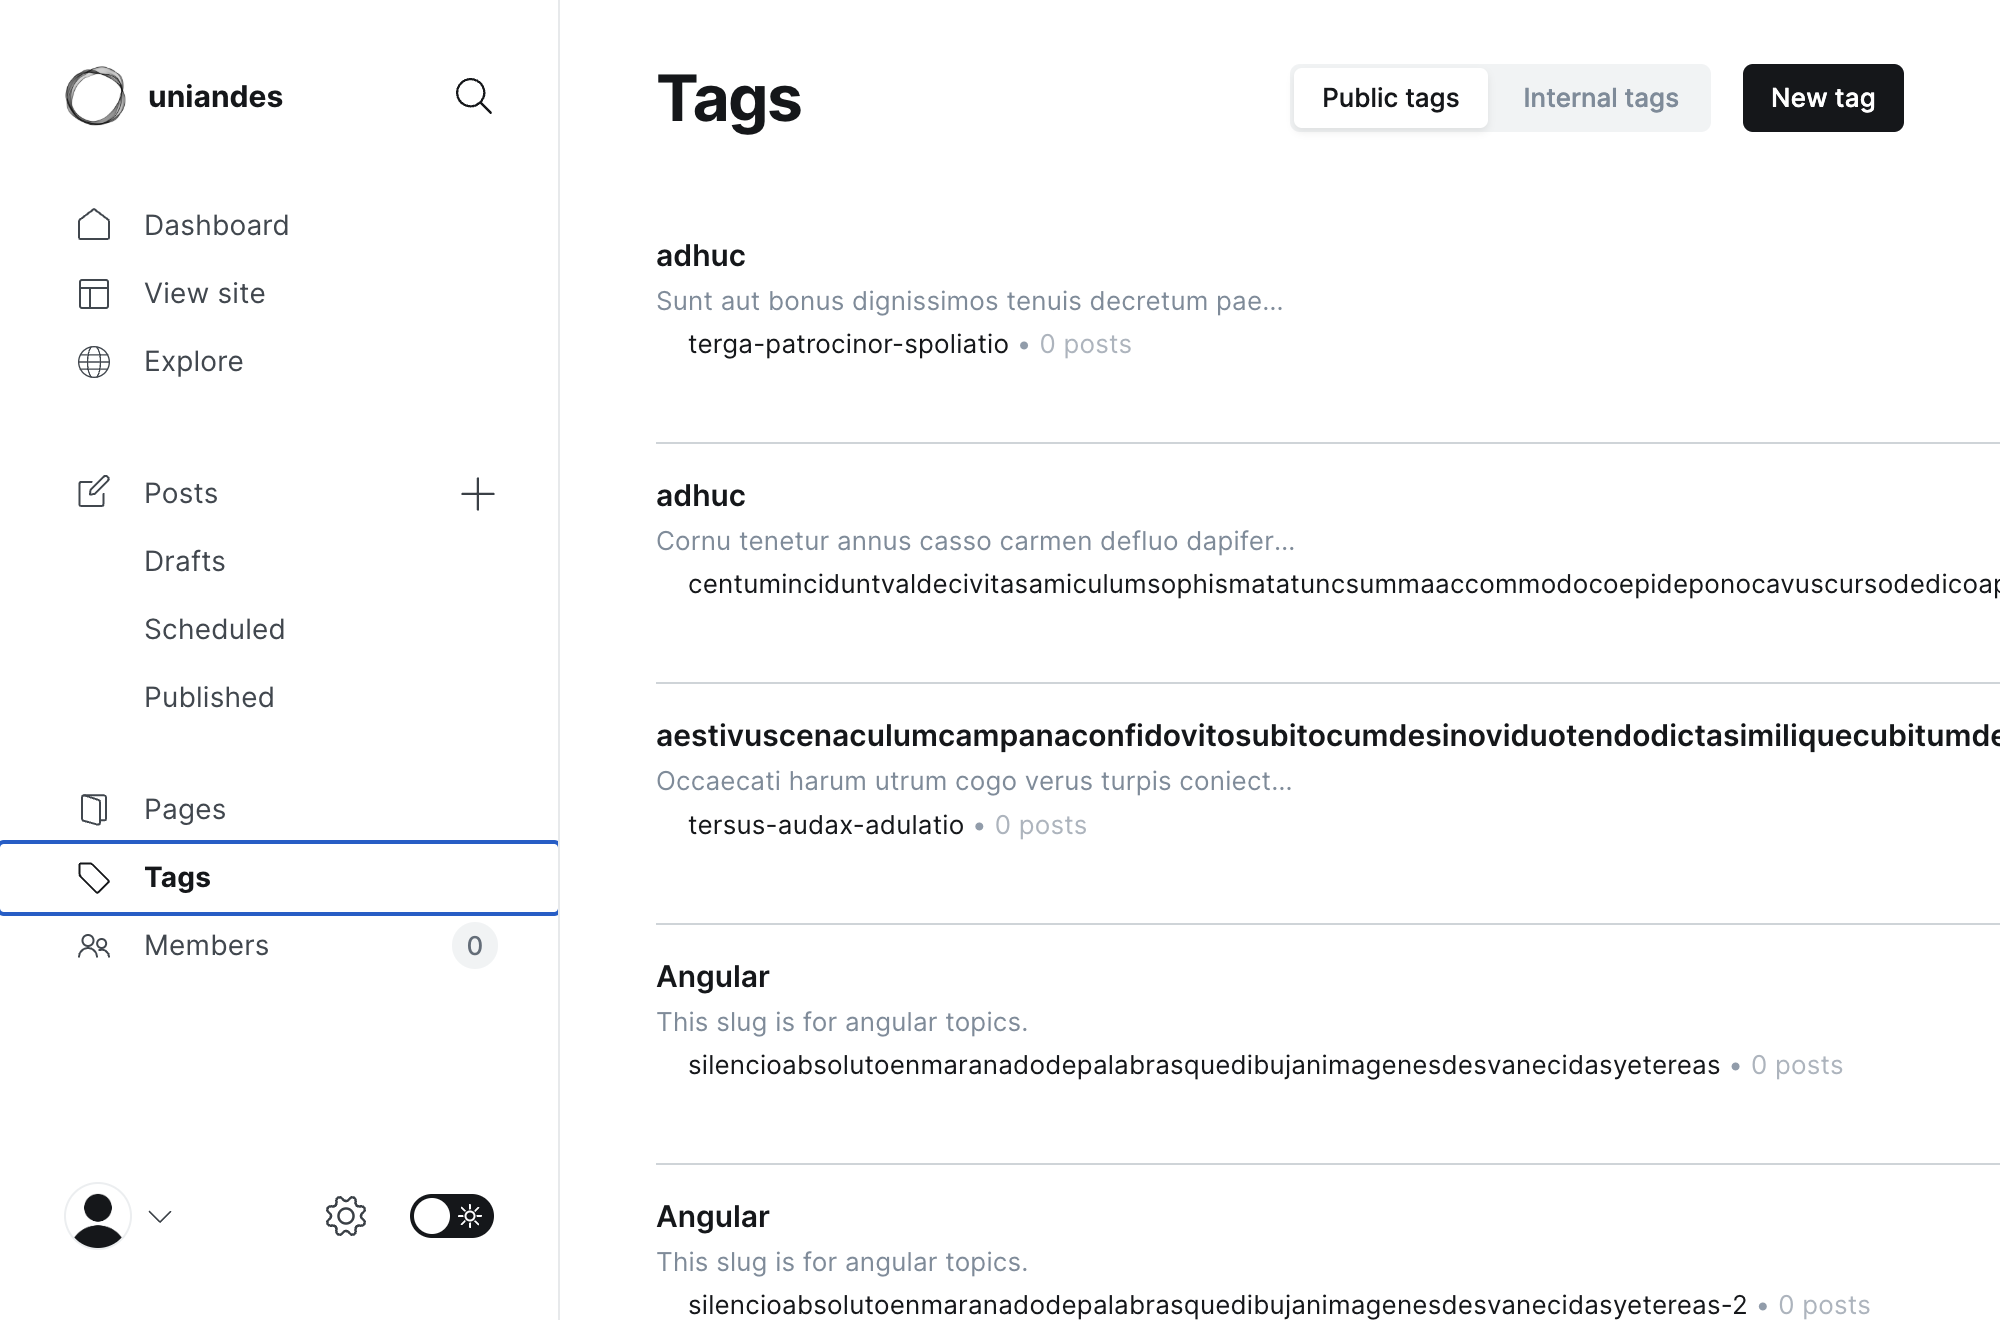 uniandes
Dashboard
View site
Explore
Posts
Drafts
Scheduled
Published
Pages
Tags
Members 0
Tags
Public tags Internal tags New tag
adhuc
Sunt aut bonus dignissimos tenuis decretum pae...
terga-patrocinor-spoliatio • 0 posts
adhuc
Cornu tenetur annus casso carmen defluo dapifer...
centuminciduntvaldecivitasamiculumsophismatatuncsummaaccommodocoepideponocavuscursodedicoap
aestivuscenaculumcampanaconfidovitosubitocumdesinoviduotendodictasimiliquecubitumde
Occaecati harum utrum cogo verus turpis coniect...
tersus-audax-adulatio • 0 posts
Angular
This slug is for angular topics.
silencioabsolutoenmaranadodepalabrasquedibujanimagenesdesvanecidasyetereas • 0 posts
Angular
This slug is for angular topics.
silencioabsolutoenmaranadodepalabrasquedibujanimagenesdesvanecidasyetereas-2 • 0 posts